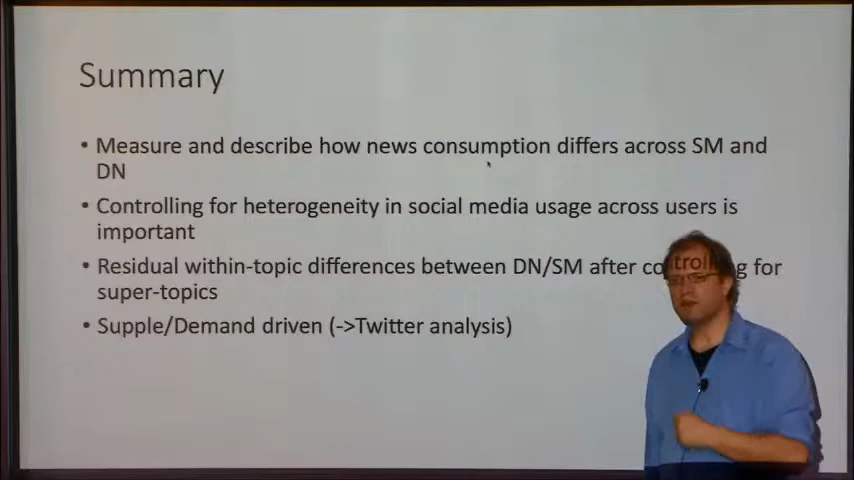 Summary
• Measure and describe how news consumption differs across SM and
DN
• Controlling for heterogeneity in social media usage across users is
important
• Residual within-topic differences between DN/SM after controlling for
super-topics
• Supple/Demand driven (->Twitter analysis)